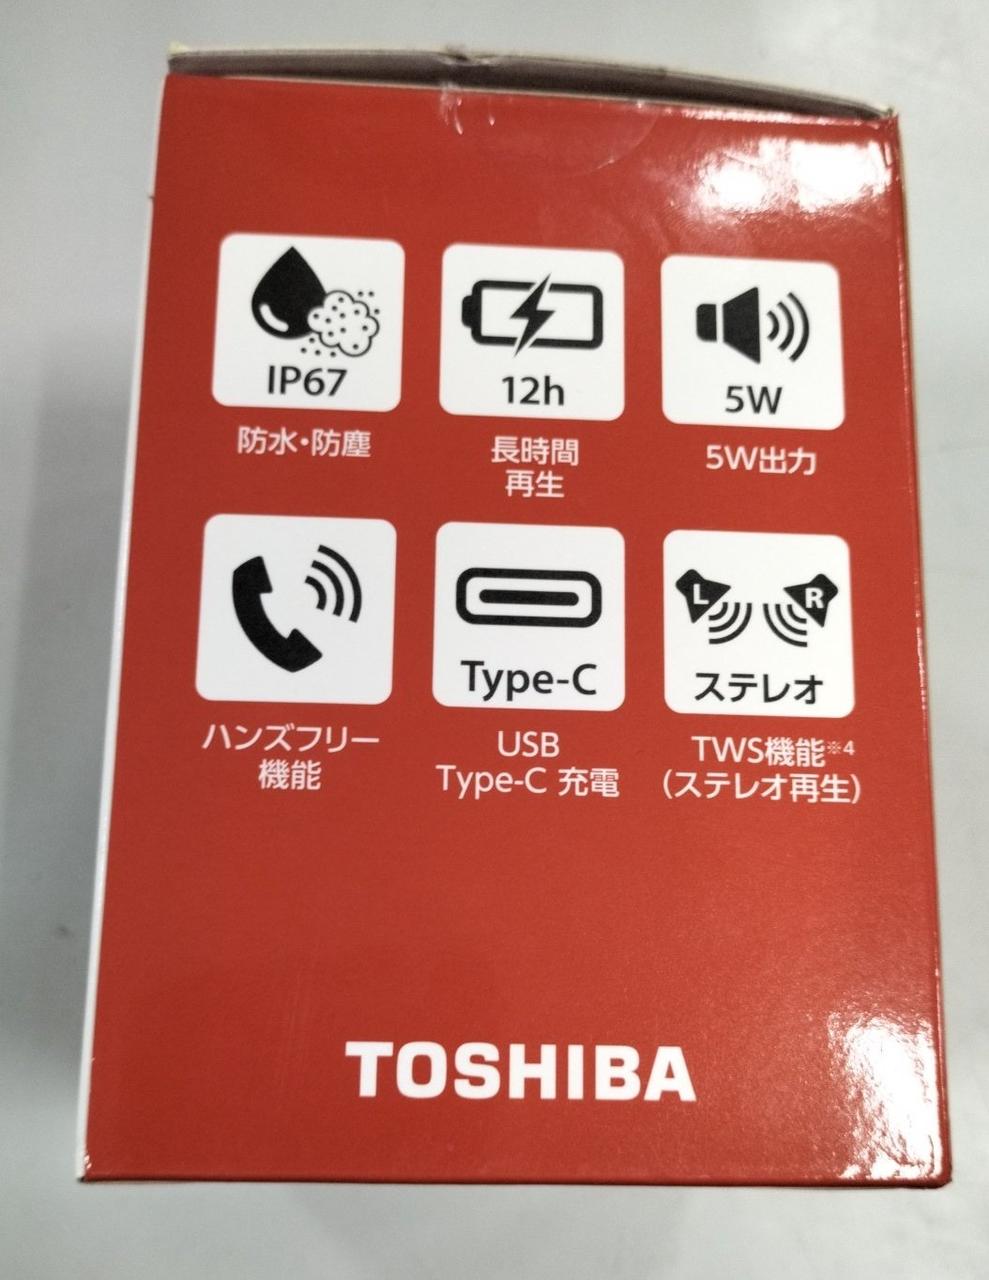 IP67
防水・防塵
12h
長時間
再生
5W
5W出力
ハンズフリー
機能
Type-C
USB
Type-C 充電
L R
ステレオ
TWS機能※4
(ステレオ再生)
TOSHIBA